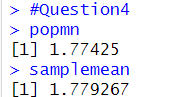 > #Question4
> popmn
[1] 1.77425
> samplemean
[1] 1.779267